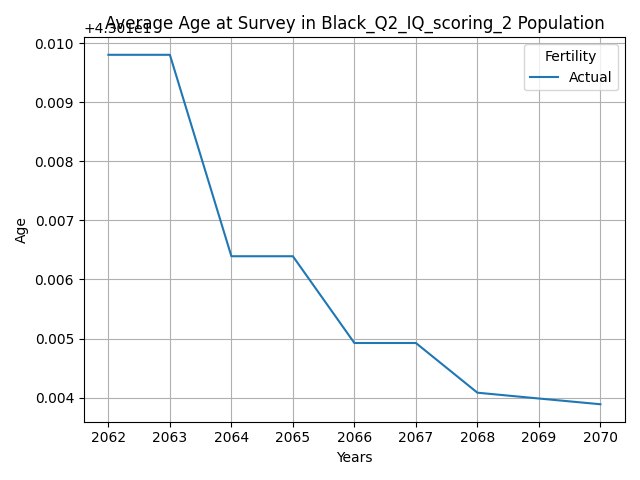 Average Age at Survey in Black_Q2_IQ_scoring_2 Population
+4.301e1
0.010
0.009
0.008
0.007
0.006
0.005
0.004
Age
Fertility
Actual
2062 2063 2064 2065 2066 2067 2068 2069 2070
Years